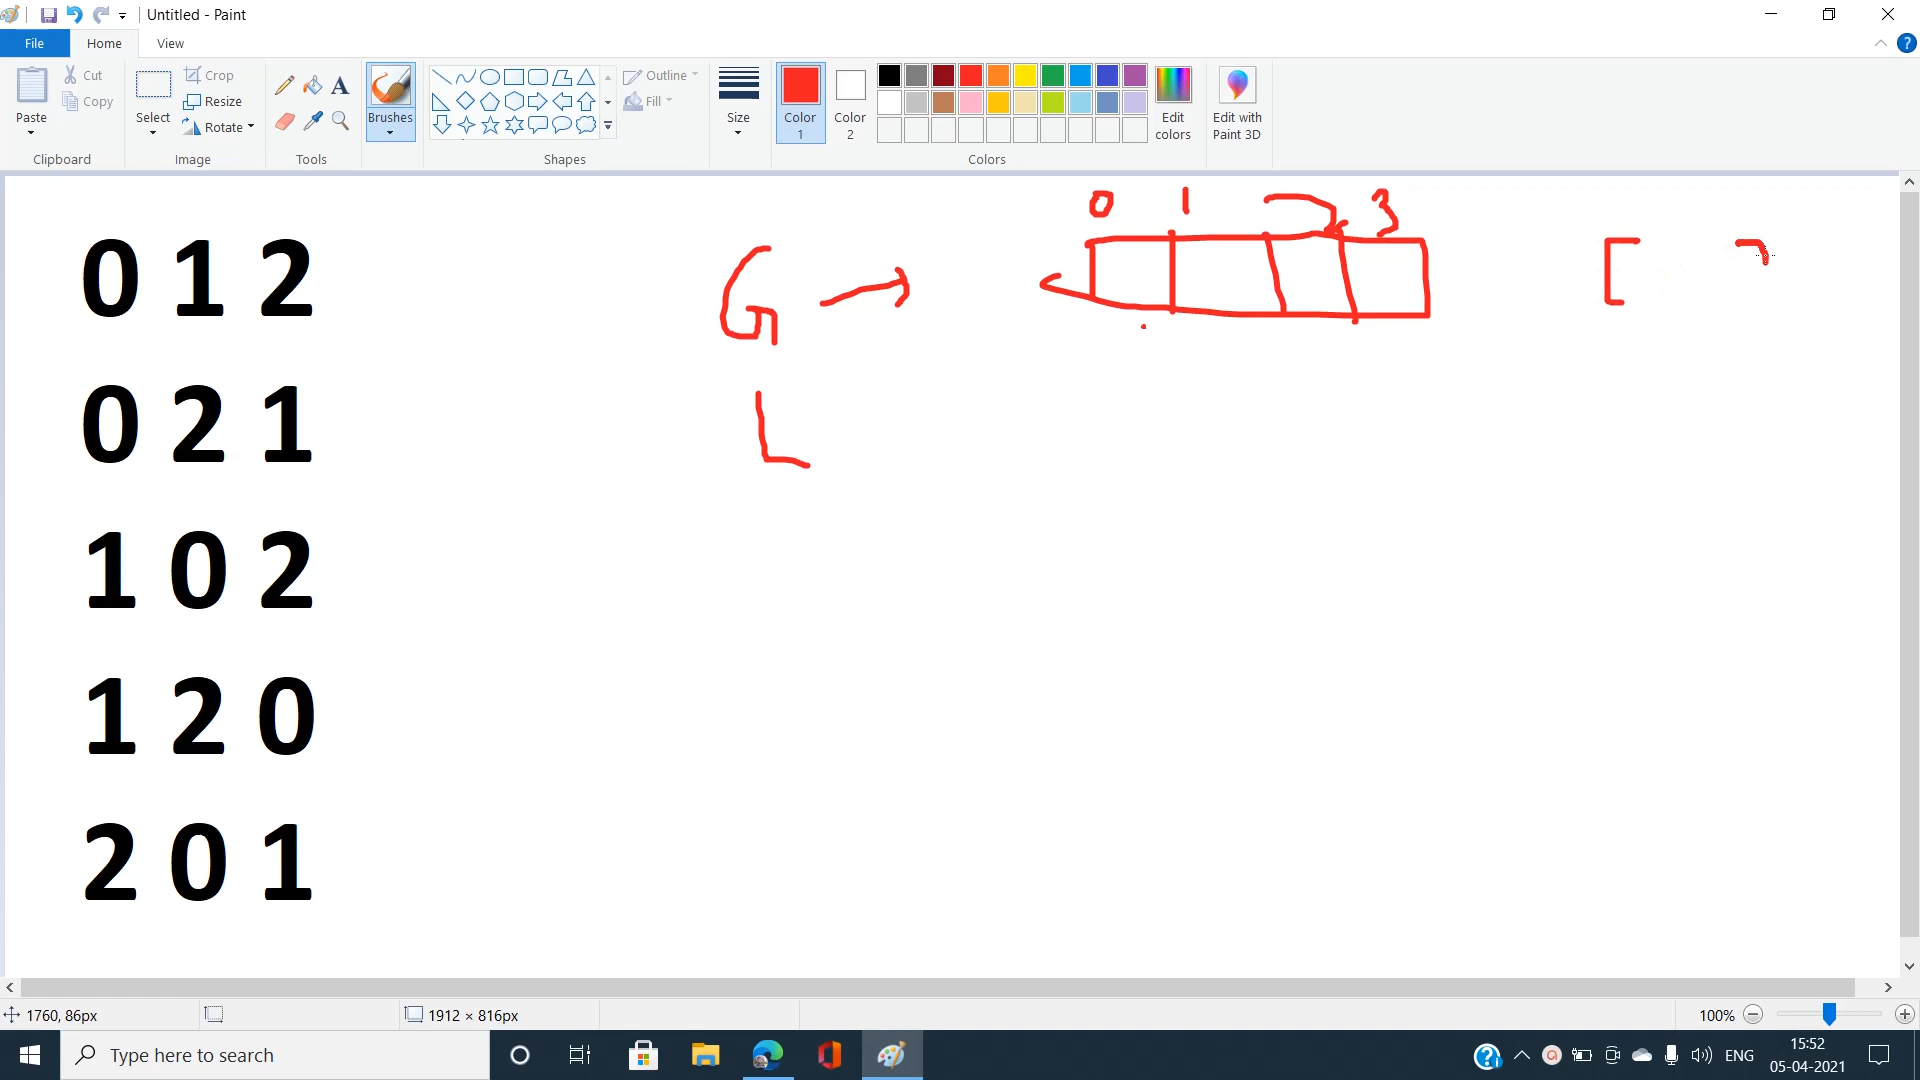 Untitled - Paint
File Home View
Paste
Cut
Copy
Clipboard
Select
Crop
Resize
Rotate
Image
Tools
Brushes
Shapes
Outline
Fill
Size
Color 1
Color 2
Colors
Edit colors
Edit with Paint 3D
0 1 2
0 2 1
1 0 2
1 2 0
2 0 1
0 1 3
G
L
1760, 86px
1912 × 816px
100%
Type here to search
ENG
15:52
05-04-2021